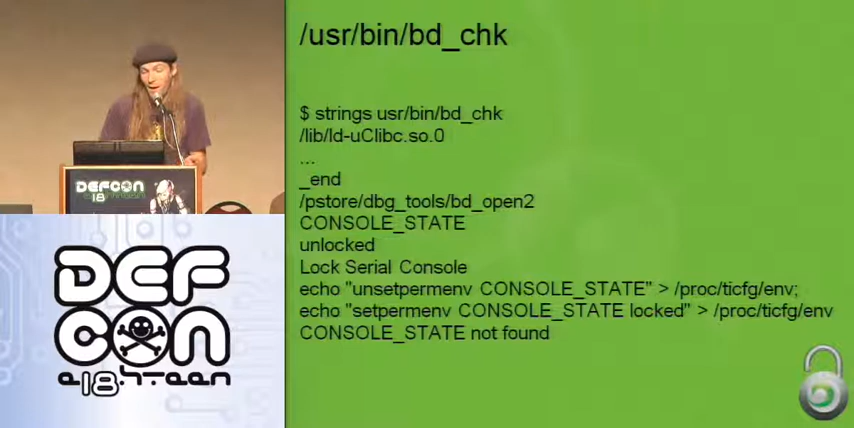 /usr/bin/bd_chk
$ strings usr/bin/bd_chk
/lib/ld-uClibc.so.0
...
_end
/pstore/dbg_tools/bd_open2
CONSOLE_STATE
unlocked
Lock Serial Console
echo "unsetpermenv CONSOLE_STATE" > /proc/ticfg/env;
echo "setpermenv CONSOLE_STATE locked" > /proc/ticfg/env
CONSOLE_STATE not found
DEFCON
18
DEF
CON
e18hteen